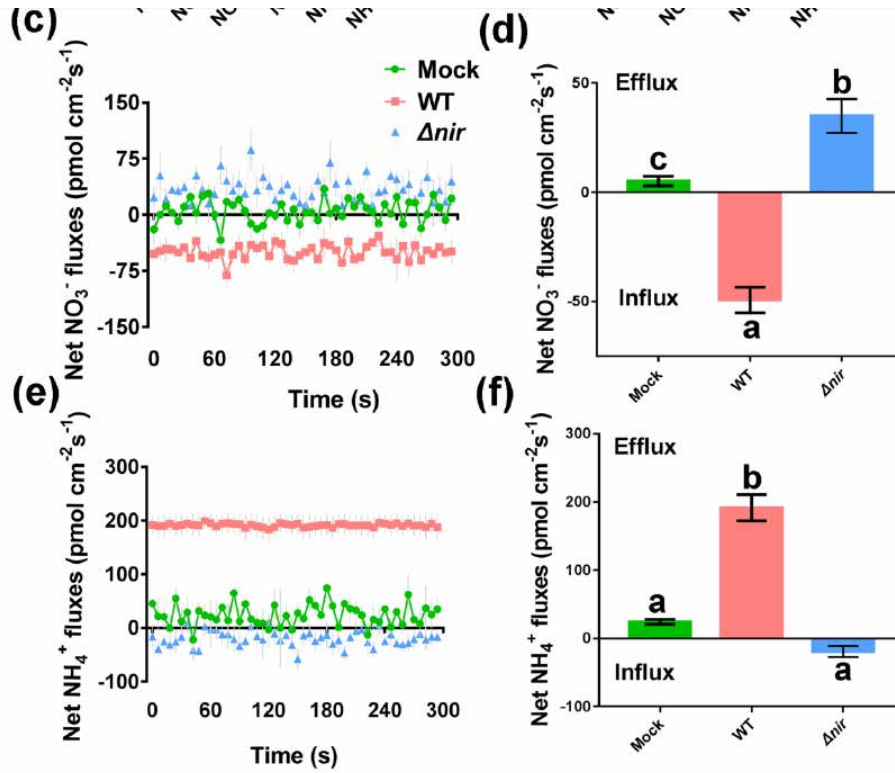 (c)
Mock
WT
Δnir
Net NO₃⁻ fluxes (pmol cm⁻²s⁻¹)
150
75
0
-75
-150
0 60 120 180 240 300
Time (s)
(d)
Net NO₃⁻ fluxes (pmol cm⁻²s⁻¹)
50
0
-50
Efflux
Influx
c
a
b
Mock WT Δnir
(e)
Net NH₄⁺ fluxes (pmol cm⁻²s⁻¹)
300
200
100
0
-100
0 60 120 180 240 300
Time (s)
(f)
Net NH₄⁺ fluxes (pmol cm⁻²s⁻¹)
300
200
100
0
-100
Efflux
Influx
a
b
a
Mock WT Δnir